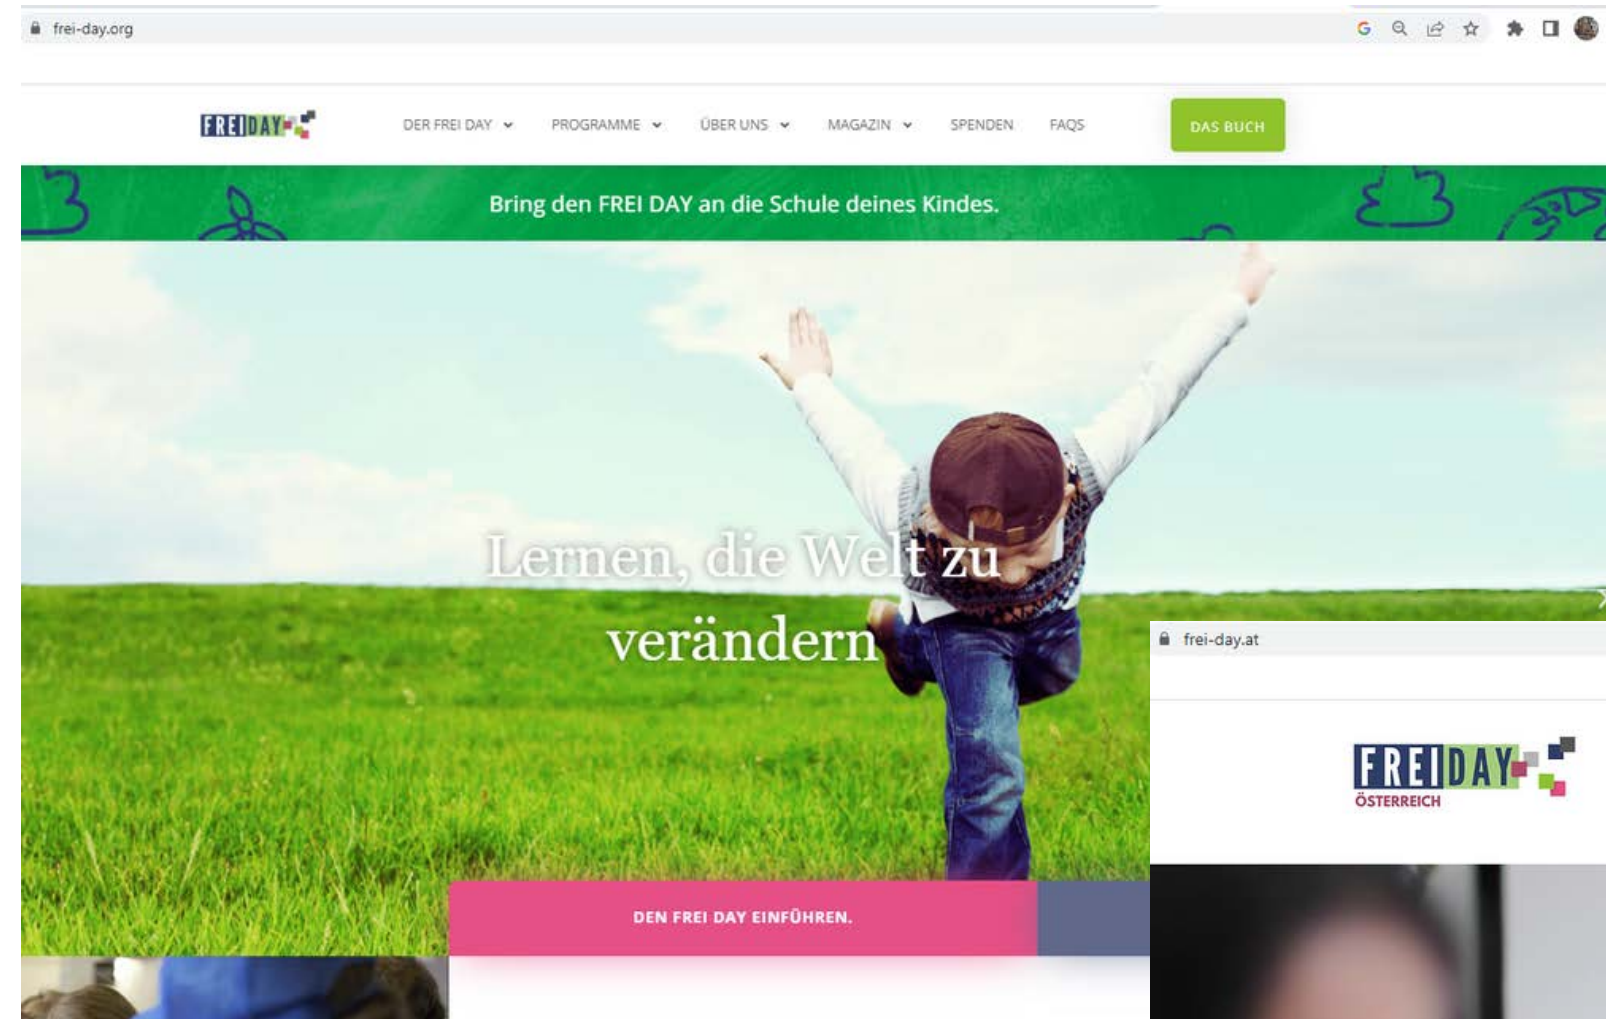 frei-day.org
FREIDAY
DER FREI DAY PROGRAMME ÜBER UNS MAGAZIN SPENDEN FAQS DAS BUCH
Bring den FREI DAY an die Schule deines Kindes.
Lernen, die Welt zu
verändern
DEN FREI DAY EINFÜHREN.
frei-day.at
FREIDAY
ÖSTERREICH